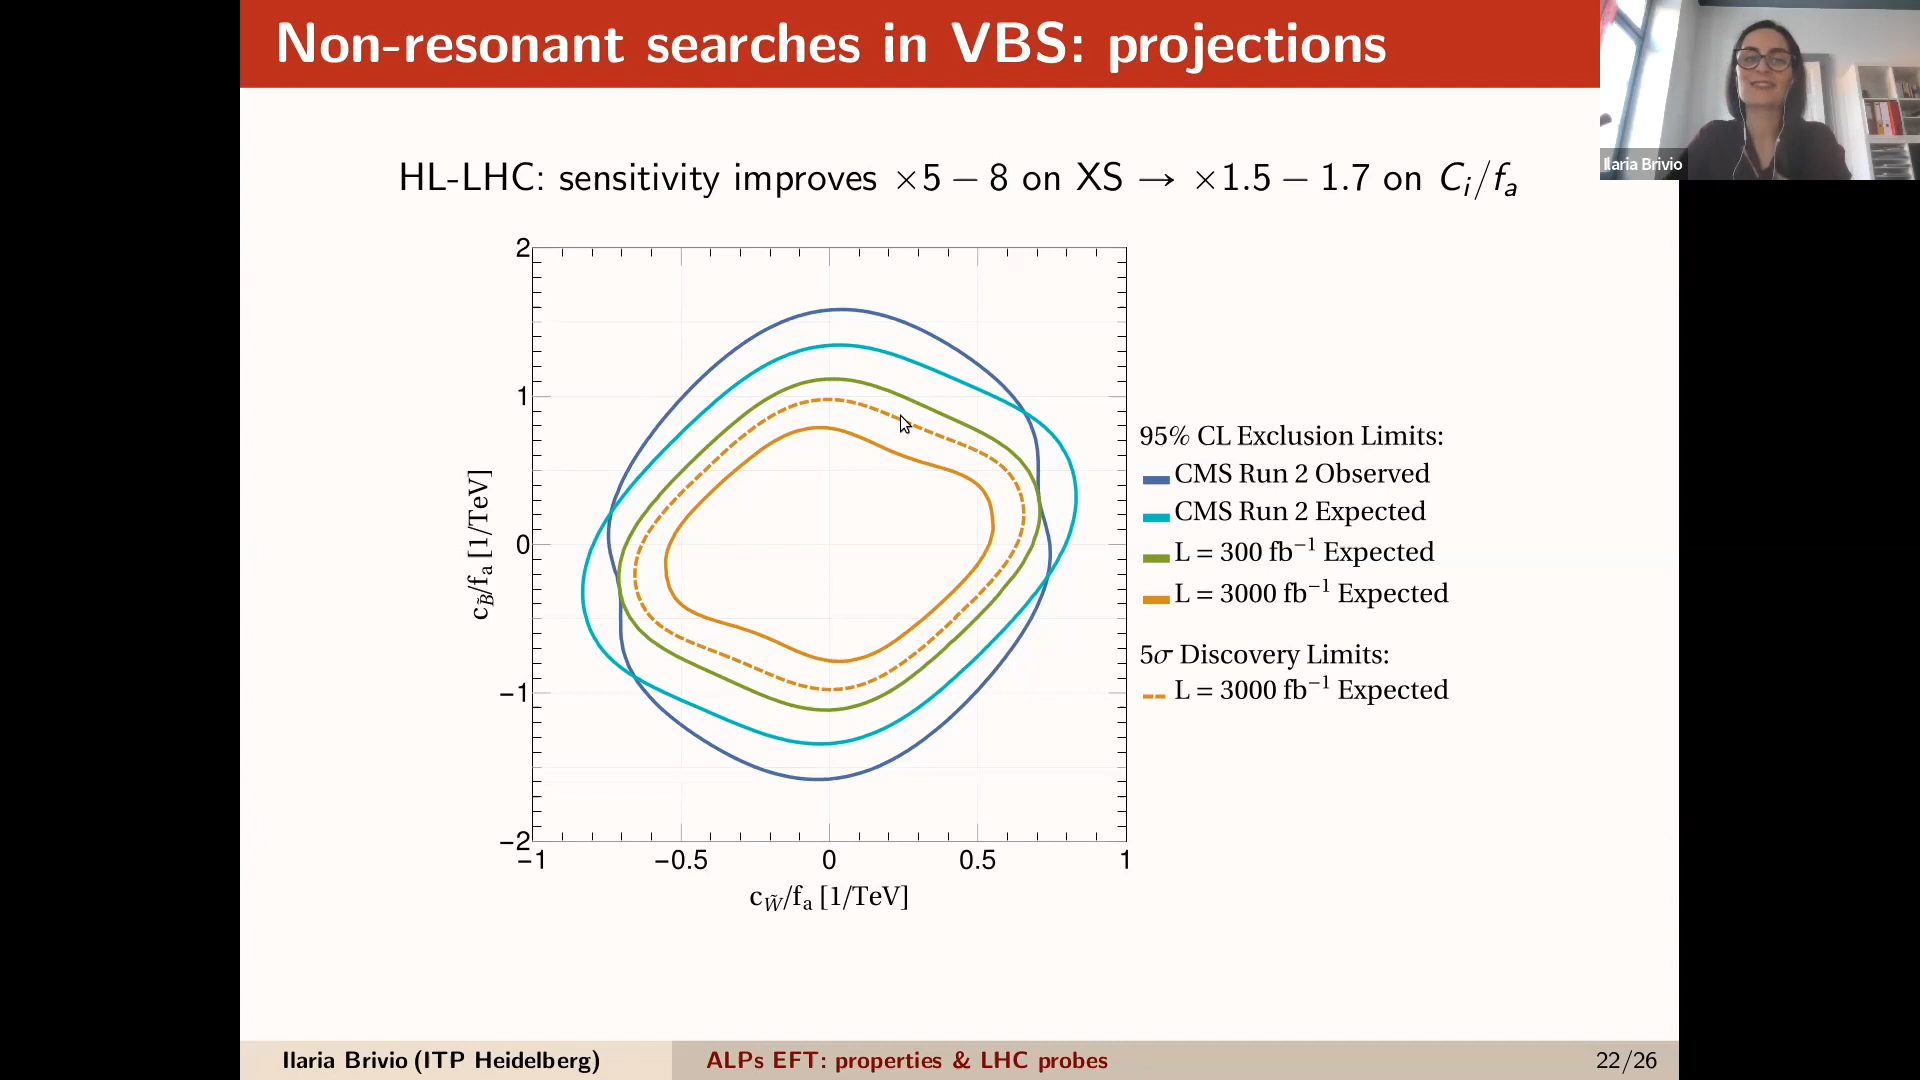 Non-resonant searches in VBS: projections
Ilaria Brivio
HL-LHC: sensitivity improves ×5 − 8 on XS → ×1.5 − 1.7 on C_i/f_a
2
1
0
−1
−2
−1
−0.5
0
0.5
1
c_B̃/f_a [1/TeV]
c_W̃/f_a [1/TeV]
95% CL Exclusion Limits:
CMS Run 2 Observed
CMS Run 2 Expected
L = 300 fb⁻¹ Expected
L = 3000 fb⁻¹ Expected
5σ Discovery Limits:
L = 3000 fb⁻¹ Expected
Ilaria Brivio (ITP Heidelberg)
ALPs EFT: properties & LHC probes
22/26